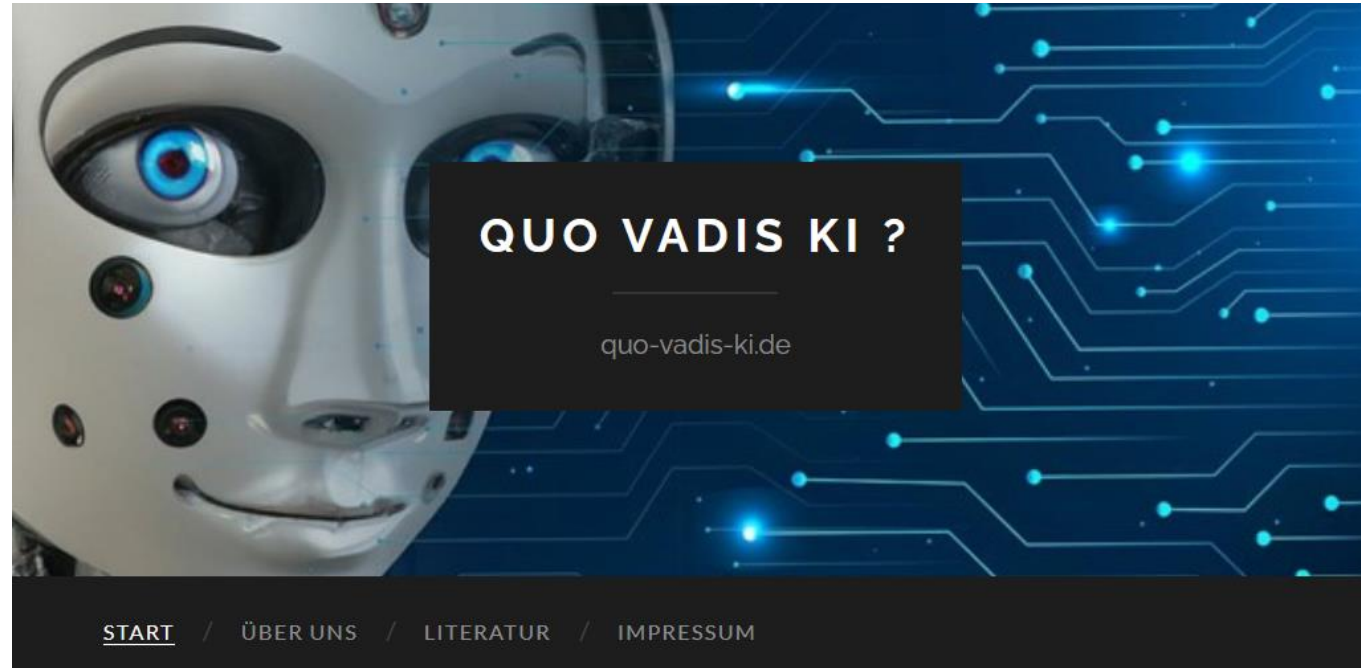 QUO VADIS KI ?
quo-vadis-ki.de
START / ÜBER UNS / LITERATUR / IMPRESSUM